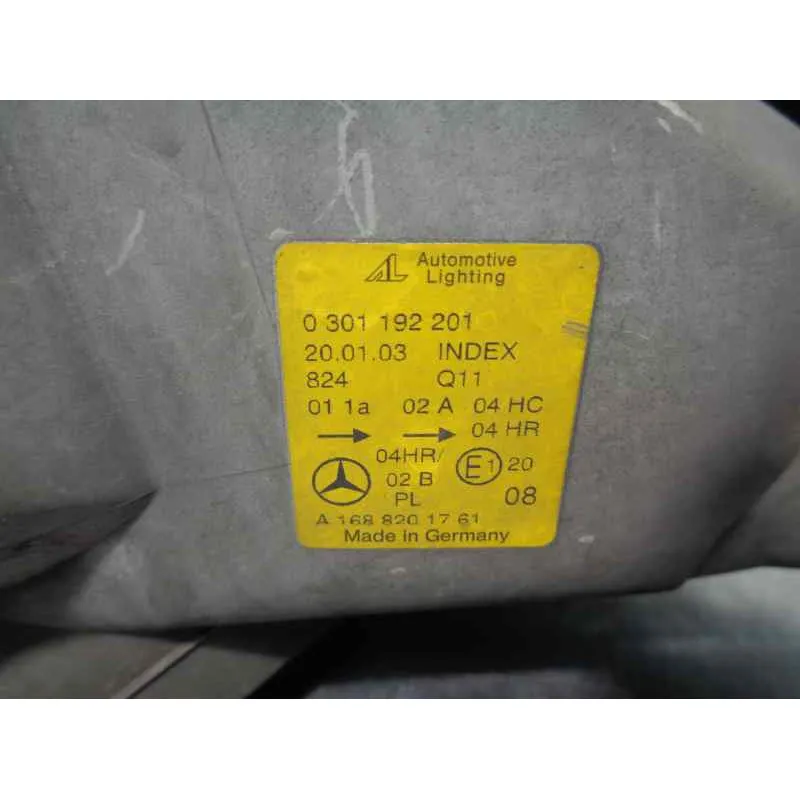 AL Automotive
Lighting
0 301 192 201
20.01.03 INDEX
824 Q11
01 1a 02 A 04 HC
→ → 04 HR
04HR/ E1 20
02 B
PL 08
A 168 820 17 61
Made in Germany